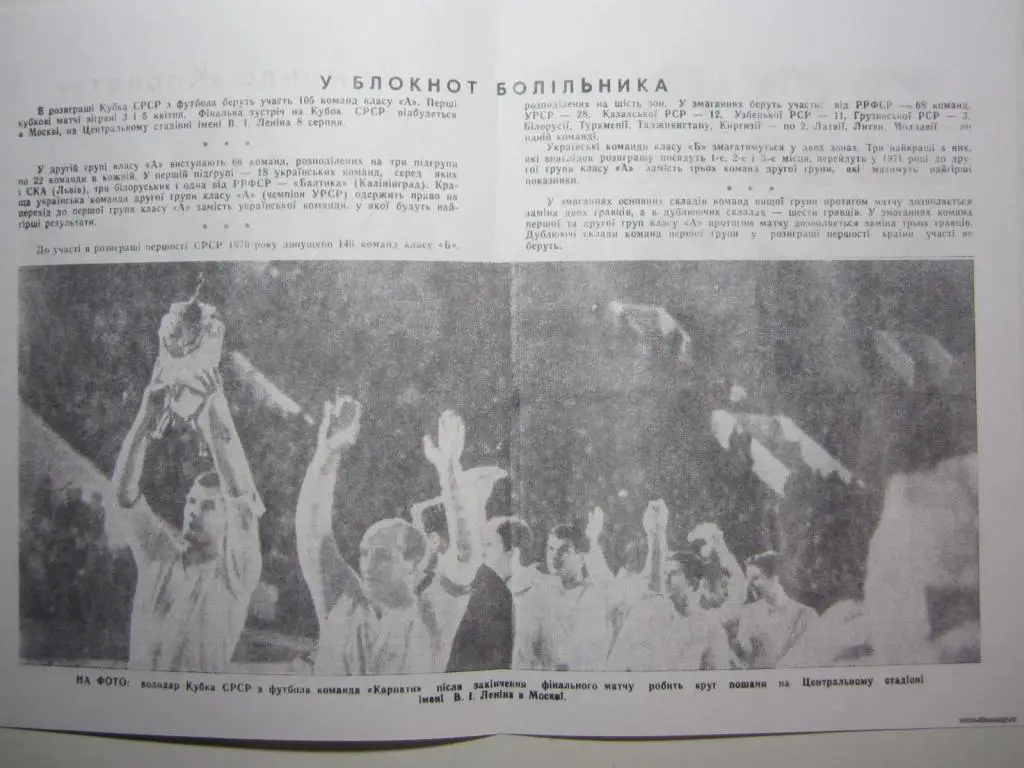 У БЛОКНОТ БОЛІЛЬНИКА
В розиграші Кубка СРСР з футбола беруть участь 105 команд класу «А». Перші
кубкові матчі зіграні 3 і 5 квітня. Фінальна зустріч на Кубок СРСР відбудеться
в Москві, на Центральному стадіоні імені В. І. Леніна 8 серпня.
* * *
У другій групі класу «А» виступають 66 команд, розподілених на три підгрупи
по 22 команди в кожній. У першій підгрупі — 18 українських команд, серед яких
і СКА (Львів), три білоруських і одна від РРФСР — «Балтика» (Калінінград). Кра-
ща українська команда другої групи класу «А» (чемпіон УРСР) одержить право на
перехід до першої групи класу «А» замість української команди, у якої будуть най-
гірші результати.
* * *
До участі в розиграші першості СРСР 1970 року допущено 140 команд класу «Б»,
розподілених на шість зон. У змаганнях беруть участь: від РРФСР — 68 команд,
УРСР — 28, Казахської РСР — 12, Узбецької РСР — 11, Грузинської РСР — 3,
Білорусії, Туркменії, Таджикистану, Киргизії — по 2, Латвії, Литви, Молдавії — по
одній команді.
Українські команди класу «Б» змагатимуться у двох зонах. Три найкращі з них,
які внаслідок розиграшу посядуть 1-е, 2-е і 3-е місця, перейдуть у 1971 році до дру-
гої групи класу „А" замість трьох команд другої групи, які матимуть найгірші
показники.
* * *
У змаганнях основних складів команд вищої групи протягом матчу дозволяється
заміна двох гравців, а в дублюючих складах — шести гравців. У змаганнях команд
першої та другої груп класу «А» протягом матчу дозволяється заміна трьох гравців.
Дублюючі склади команд першої групи у розиграші першості країни участі не
беруть.
НА ФОТО: володар Кубка СРСР з футбола команда «Карпати» після закінчення фінального матчу робить круг пошани на Центральному стадіоні
імені В. І. Леніна в Москві.